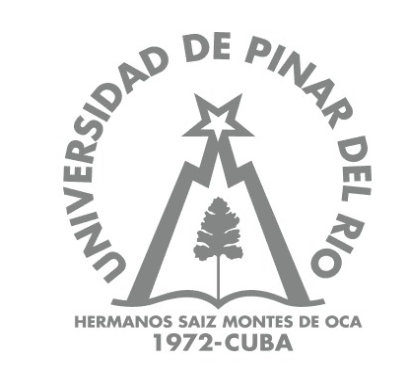 UNIVERSIDAD DE PINAR DEL RIO
HERMANOS SAIZ MONTES DE OCA
1972-CUBA